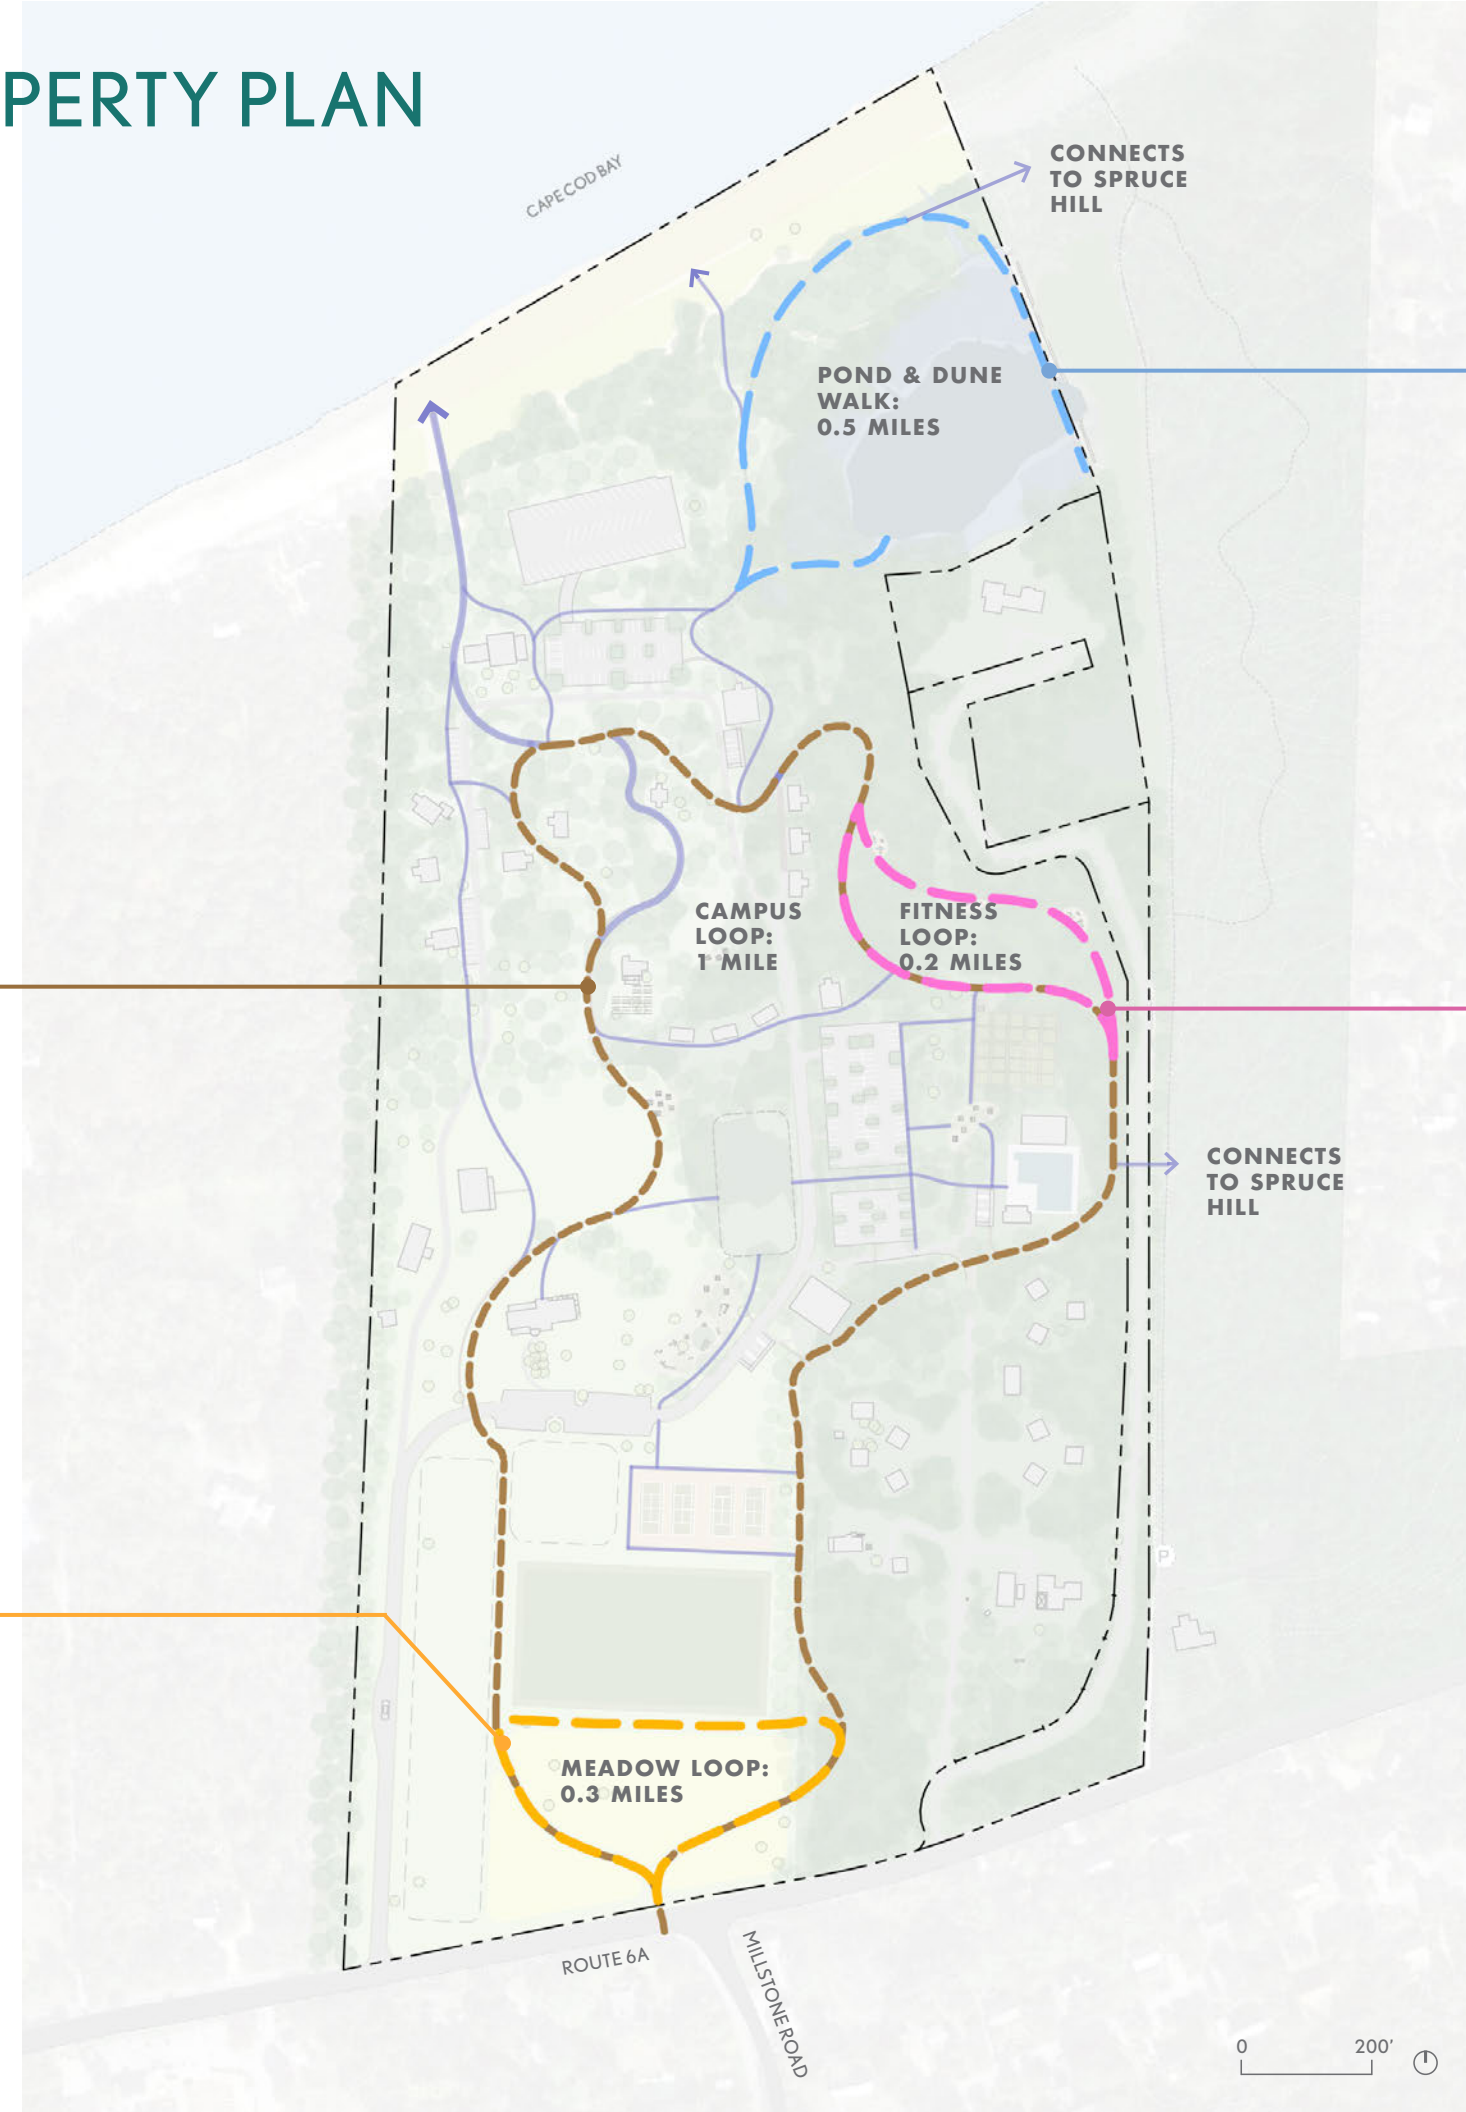 PERTY PLAN
CAPE COD BAY
CONNECTS
TO SPRUCE
HILL
POND & DUNE
WALK:
0.5 MILES
CAMPUS
LOOP:
1 MILE
FITNESS
LOOP:
0.2 MILES
CONNECTS
TO SPRUCE
HILL
P
MEADOW LOOP:
0.3 MILES
ROUTE 6A
MILLSTONE ROAD
0 200'